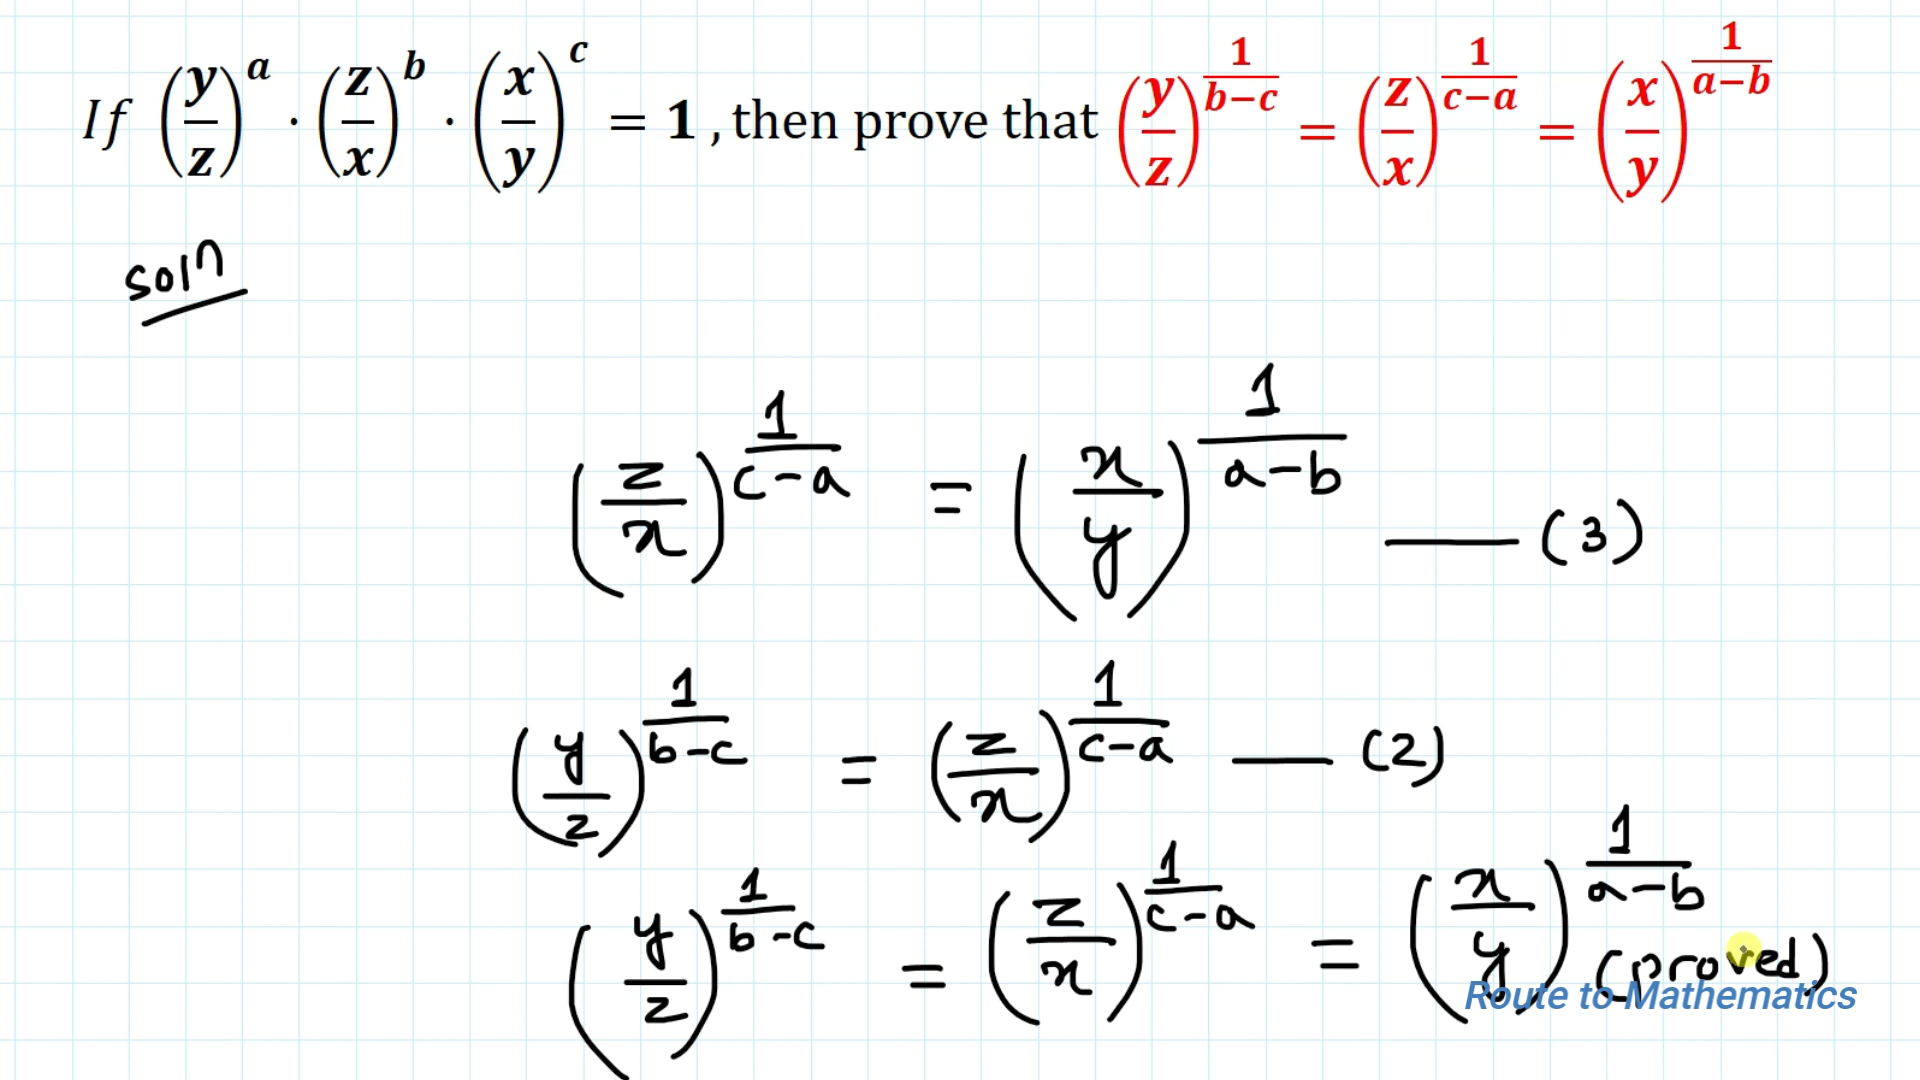 If (y/z)^a · (z/x)^b · (x/y)^c = 1 , then prove that (y/z)^(1/(b−c)) = (z/x)^(1/(c−a)) = (x/y)^(1/(a−b))
soln
(z/x)^(1/(c−a)) = (x/y)^(1/(a−b)) — (3)
(y/z)^(1/(b−c)) = (z/x)^(1/(c−a)) — (2)
(y/z)^(1/(b−c)) = (z/x)^(1/(c−a)) = (x/y)^(1/(a−b))
(proved)
Route to Mathematics